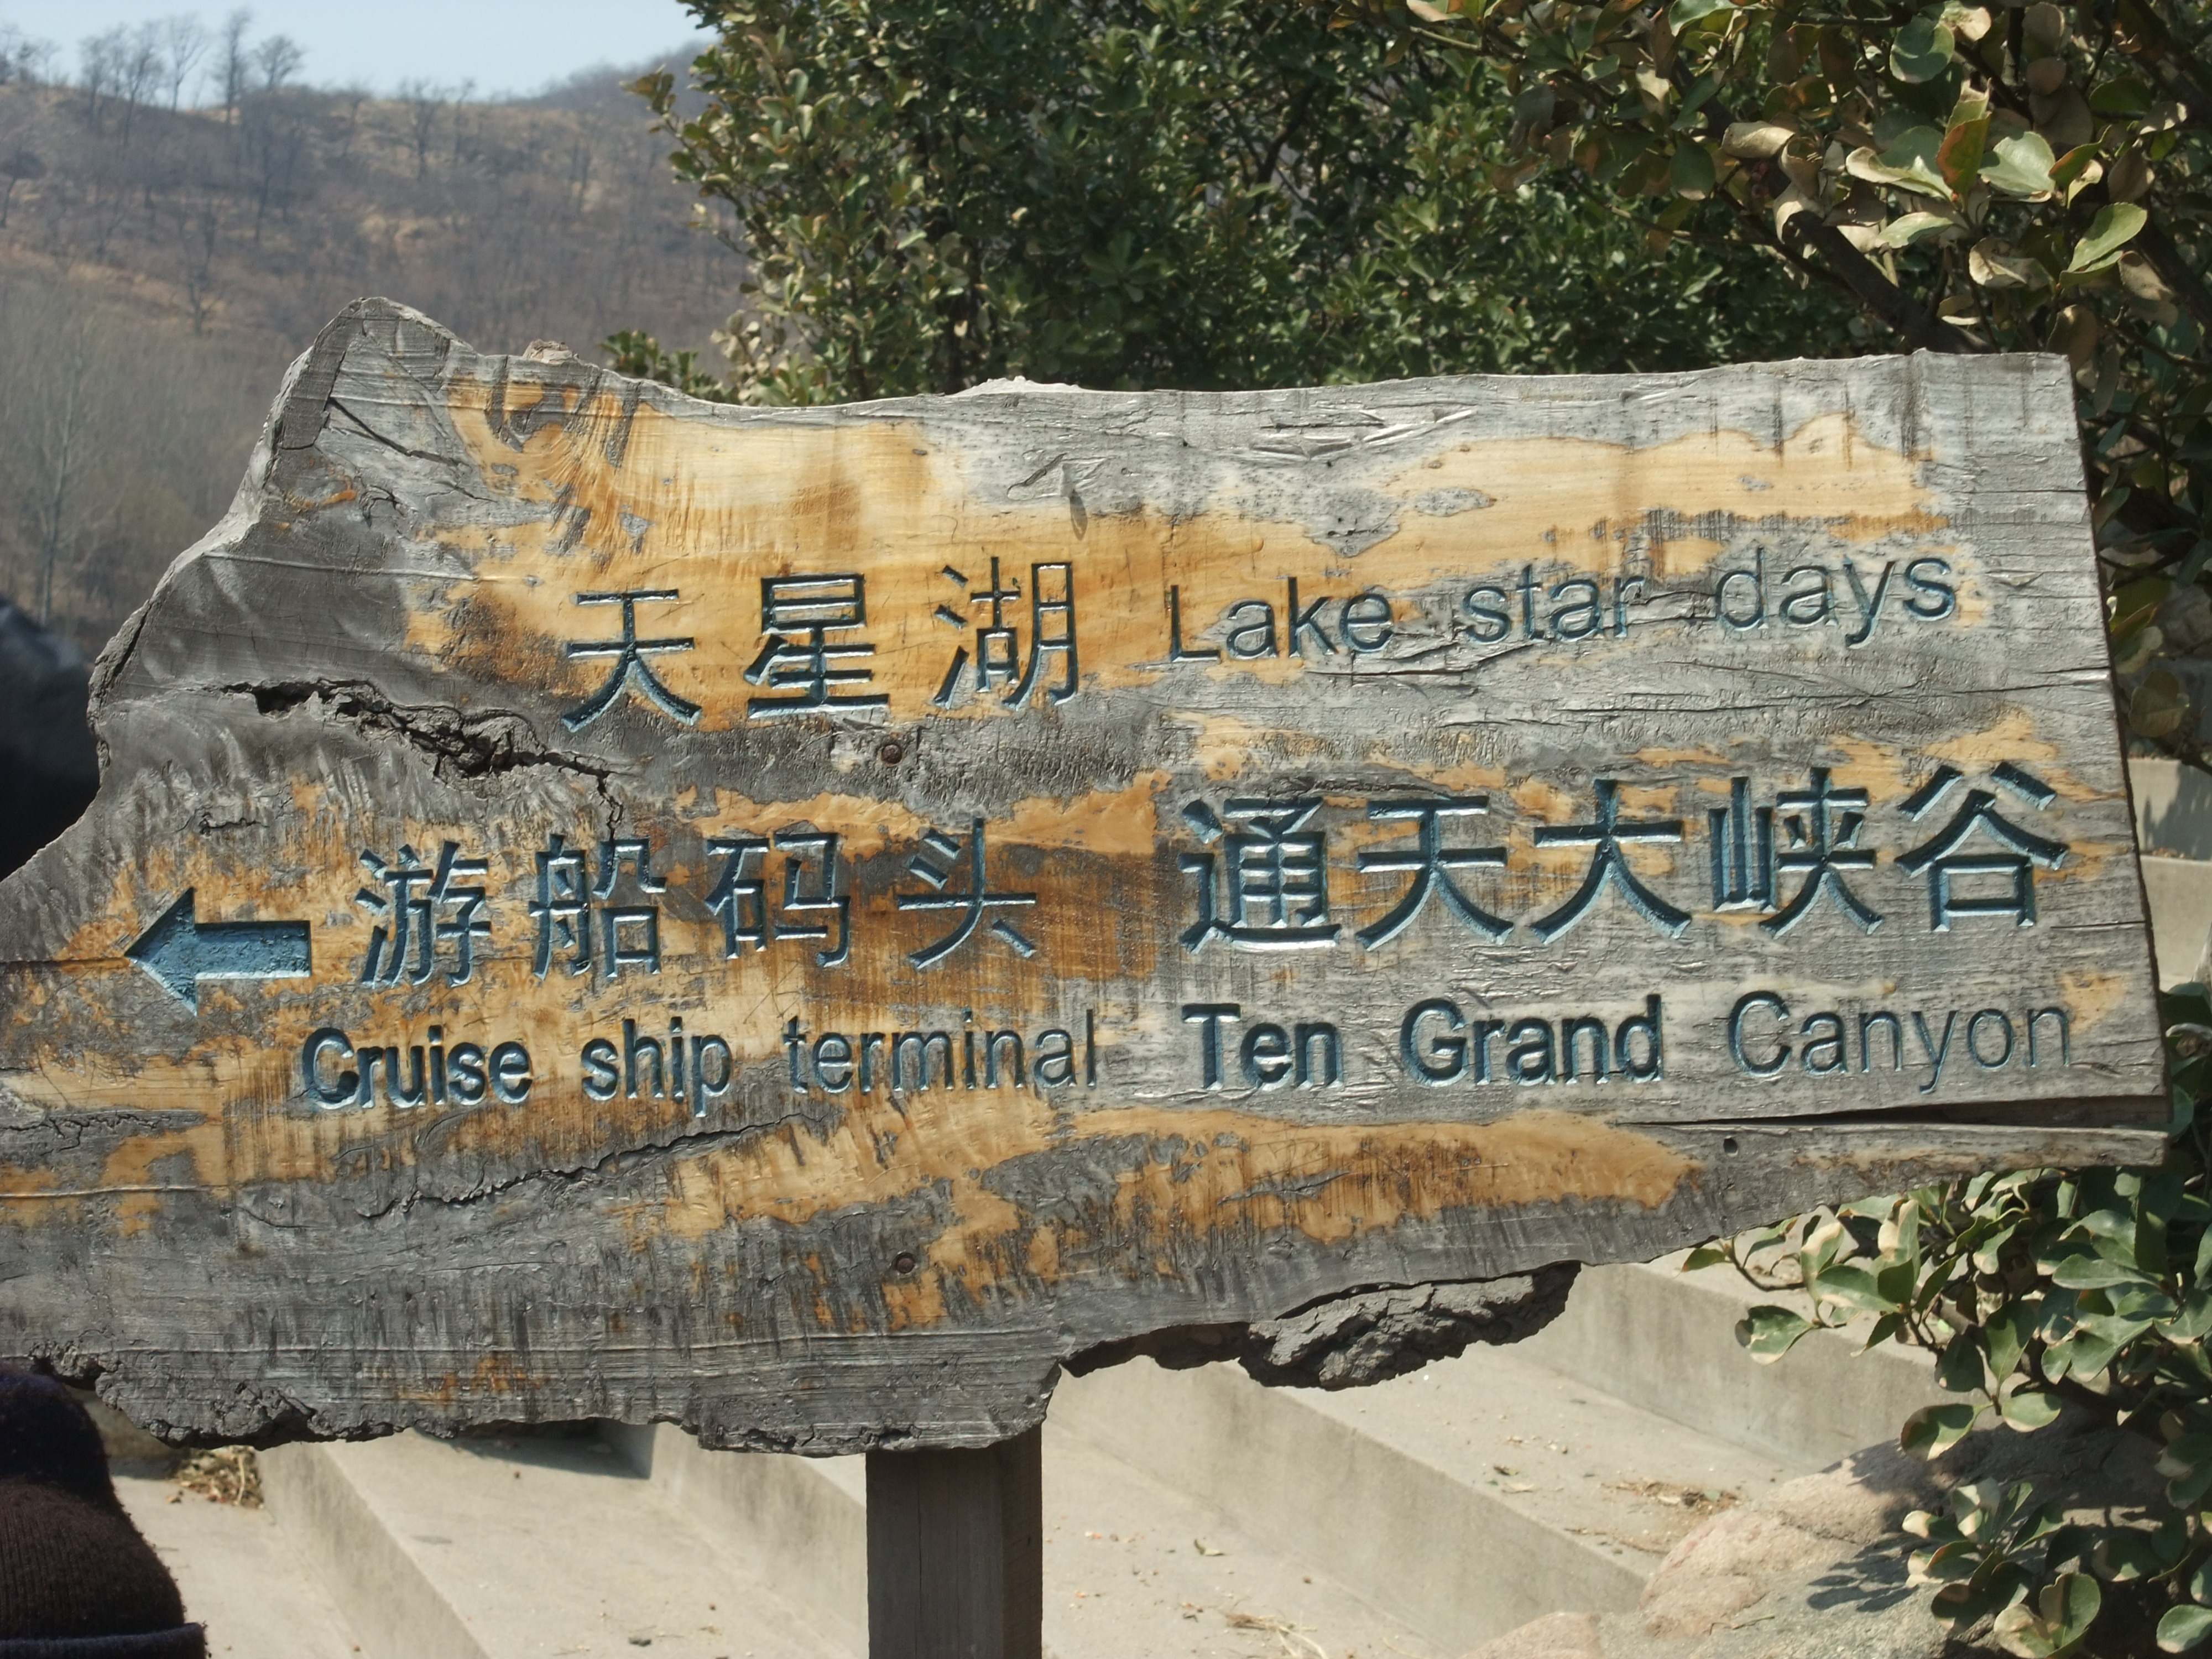 天星湖 Lake star days
游船码头 通天大峡谷
Cruise ship terminal Ten Grand Canyon